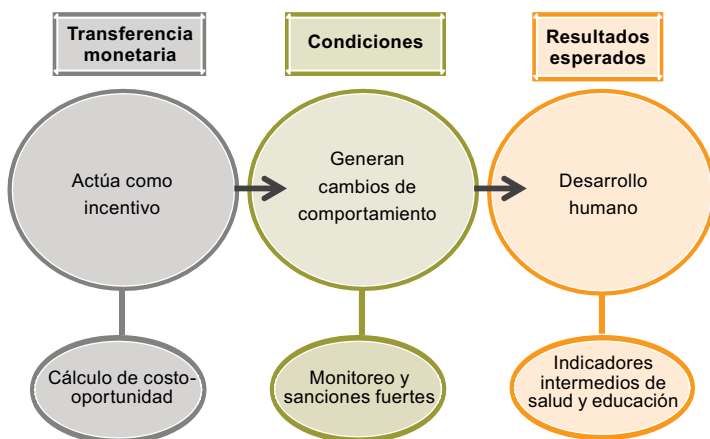 Transferencia
monetaria
Condiciones
Resultados
esperados
Actúa como
incentivo
Generan
cambios de
comportamiento
Desarrollo
humano
Cálculo de costo-
oportunidad
Monitoreo y
sanciones fuertes
Indicadores
intermedios de
salud y educación